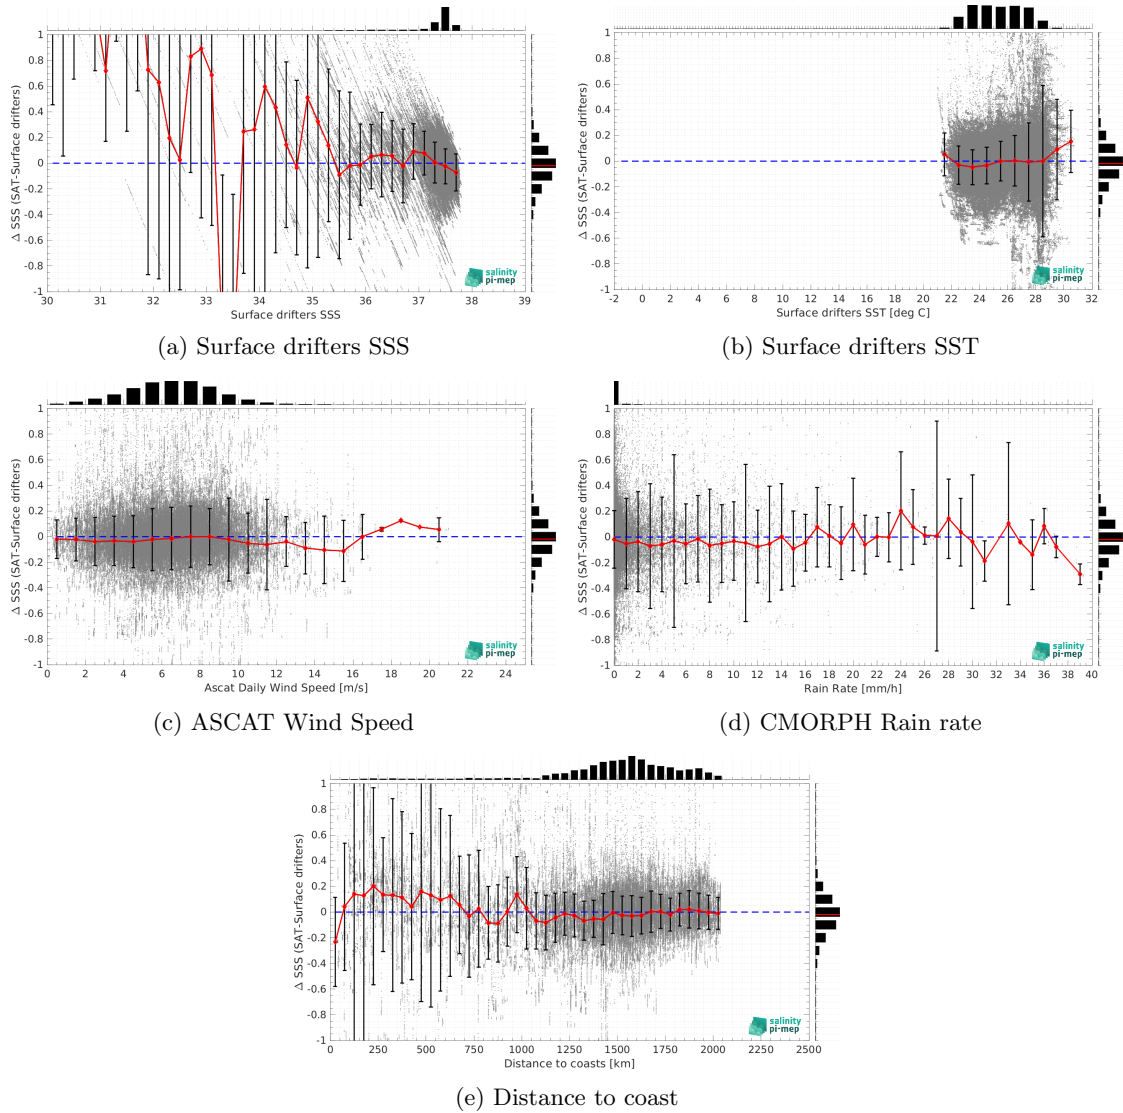 1
0.8
0.6
0.4
0.2
0
-0.2
-0.4
-0.6
-0.8
-1
Δ SSS (SAT-Surface drifters)
30 31 32 33 34 35 36 37 38 39
Surface drifters SSS
salinity
pi-mep
(a) Surface drifters SSS
1
0.8
0.6
0.4
0.2
0
-0.2
-0.4
-0.6
-0.8
-1
Δ SSS (SAT-Surface drifters)
-2 0 2 4 6 8 10 12 14 16 18 20 22 24 26 28 30 32
Surface drifters SST [deg C]
salinity
pi-mep
(b) Surface drifters SST
1
0.8
0.6
0.4
0.2
0
-0.2
-0.4
-0.6
-0.8
-1
Δ SSS (SAT-Surface drifters)
0 2 4 6 8 10 12 14 16 18 20 22 24
Ascat Daily Wind Speed [m/s]
salinity
pi-mep
(c) ASCAT Wind Speed
1
0.8
0.6
0.4
0.2
0
-0.2
-0.4
-0.6
-0.8
-1
Δ SSS (SAT-Surface drifters)
0 2 4 6 8 10 12 14 16 18 20 22 24 26 28 30 32 34 36 38 40
Rain Rate [mm/h]
salinity
pi-mep
(d) CMORPH Rain rate
1
0.8
0.6
0.4
0.2
0
-0.2
-0.4
-0.6
-0.8
-1
Δ SSS (SAT-Surface drifters)
0 250 500 750 1000 1250 1500 1750 2000 2250 2500
Distance to coasts [km]
salinity
pi-mep
(e) Distance to coast